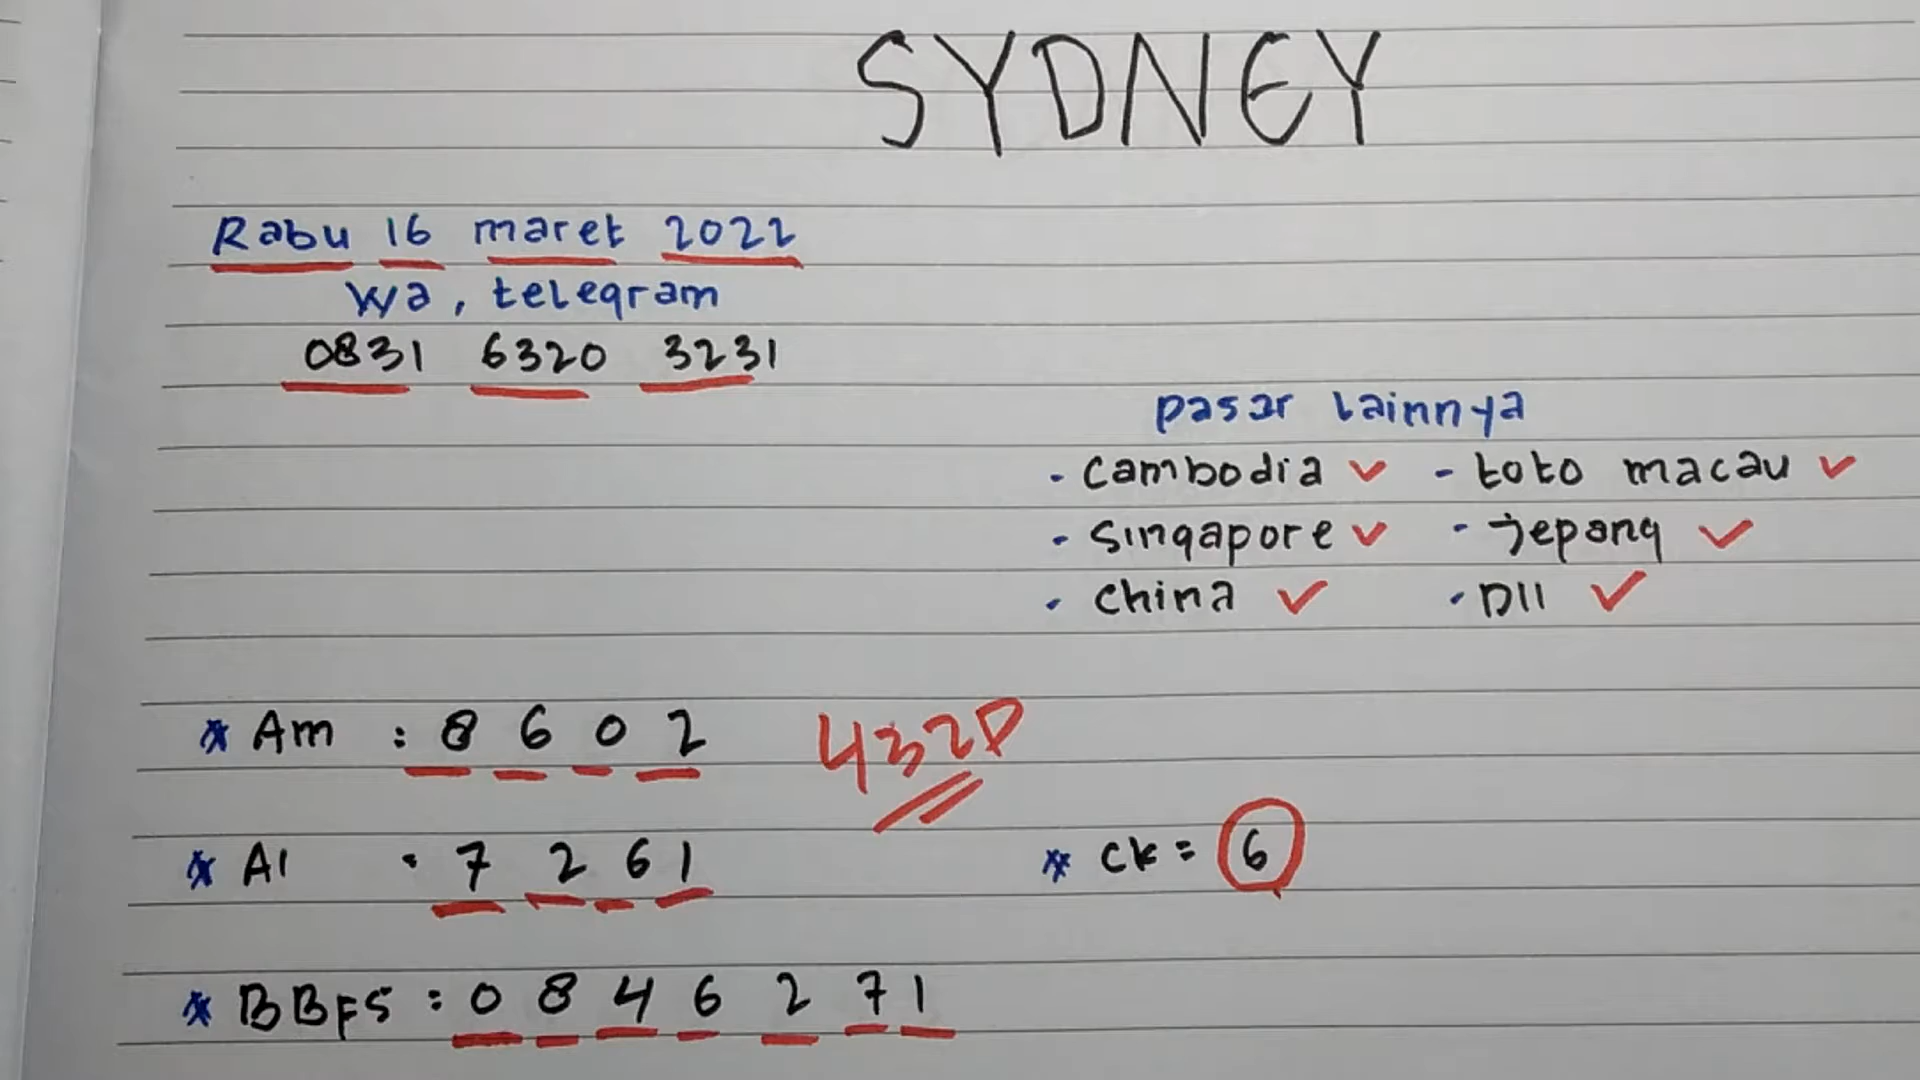 SYDNEY
Rabu 16 maret 2022
Wa, telegram
0831 6320 3231
pasar lainnya
- Cambodia ✓ - toto macau ✓
- Singapore ✓ - jepang ✓
- China ✓ - Dll ✓
* Am : 8 6 0 2 432D
* AI : 7 2 6 1 * CK = 6
* BBFS : 0 8 4 6 2 7 1